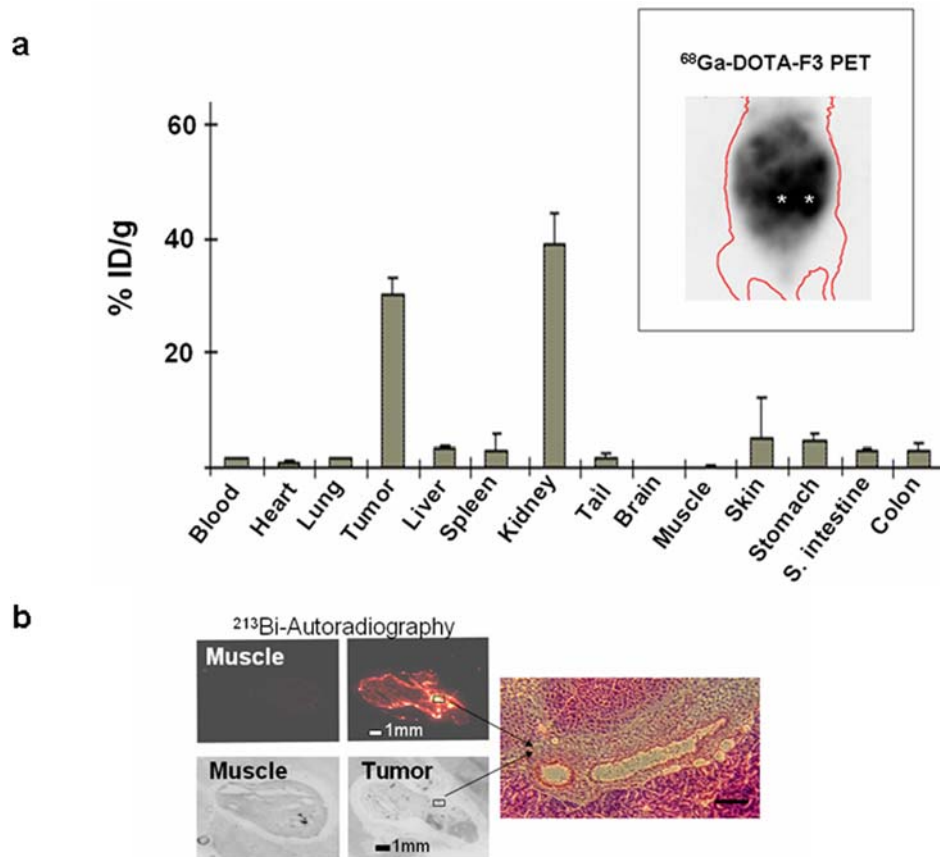 a
⁶⁸Ga-DOTA-F3 PET
* *
% ID/g
60
40
20
Blood
Heart
Lung
Tumor
Liver
Spleen
Kidney
Tail
Brain
Muscle
Skin
Stomach
S. intestine
Colon
b
²¹³Bi-Autoradiography
Muscle
1mm
Muscle
Tumor
1mm